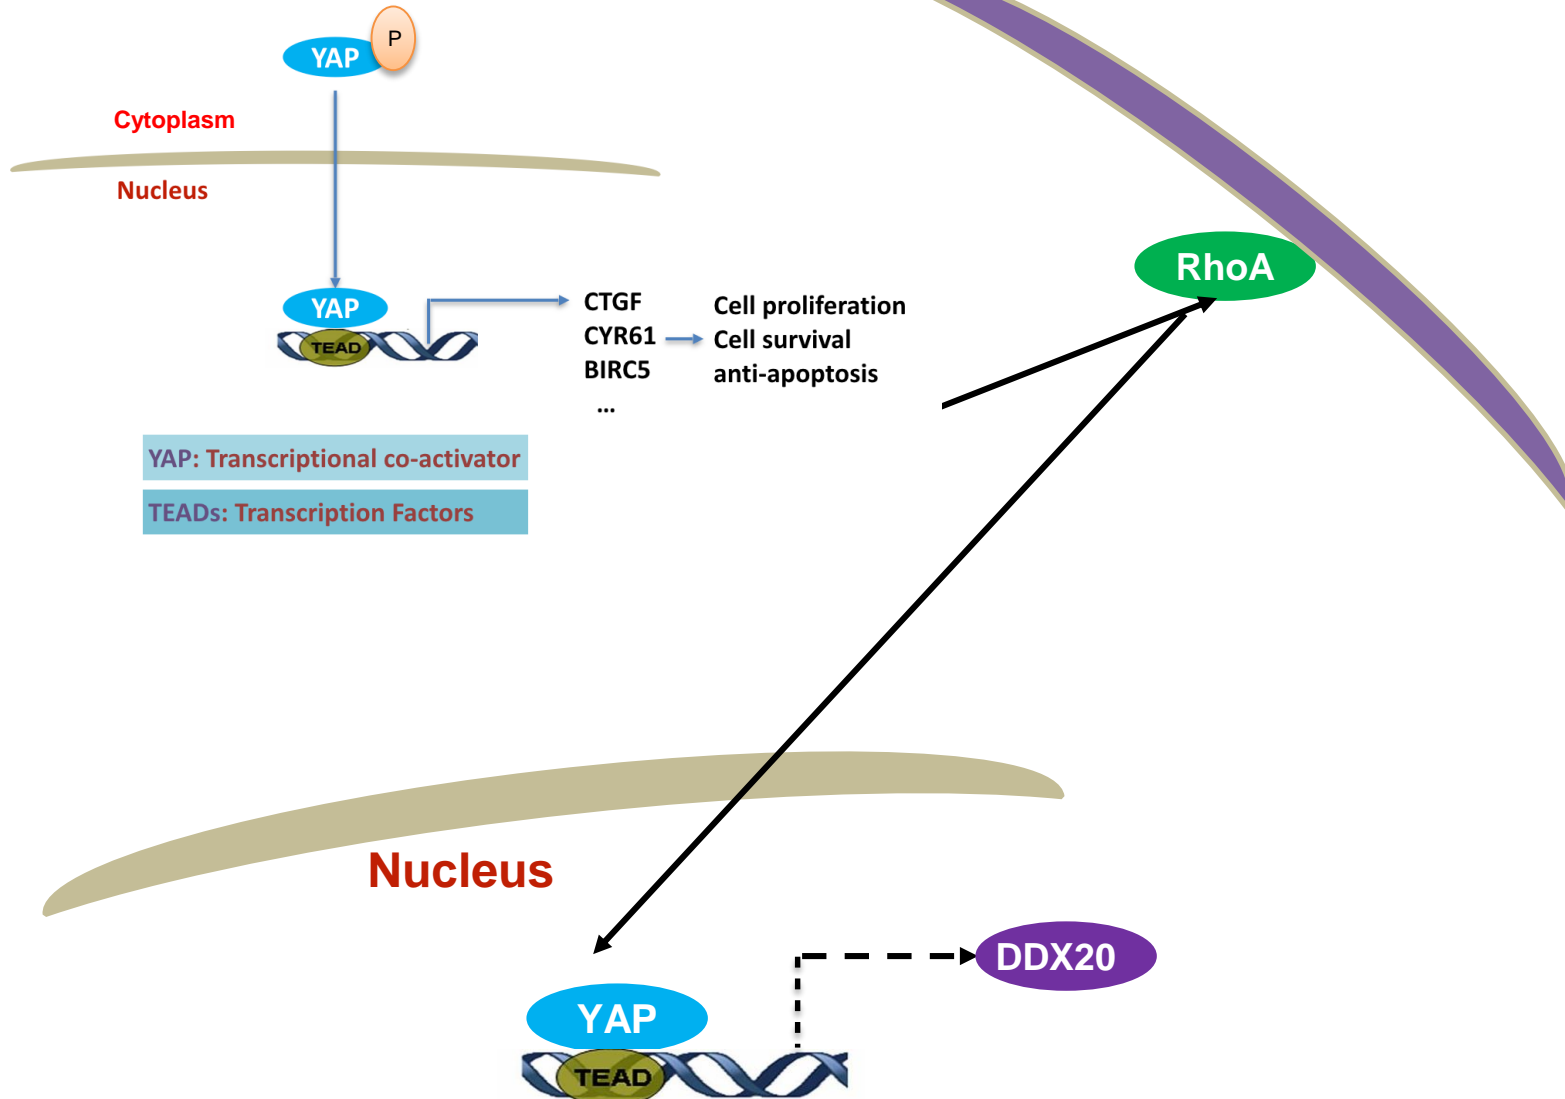 P
YAP
Cytoplasm
Nucleus
YAP
TEAD
CTGF
CYR61
BIRC5
...
Cell proliferation
Cell survival
anti-apoptosis
YAP: Transcriptional co-activator
TEADs: Transcription Factors
RhoA
Nucleus
DDX20
YAP
TEAD